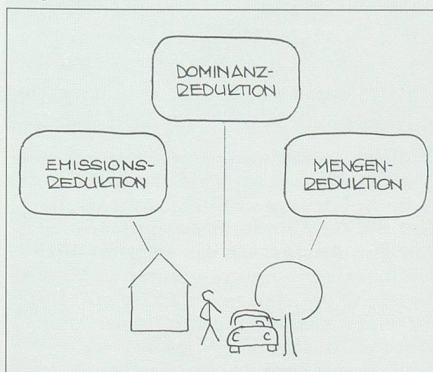 DOMINANZ-
REDUKTION
EMISSIONS-
REDUKTION
MENGEN-
REDUKTION